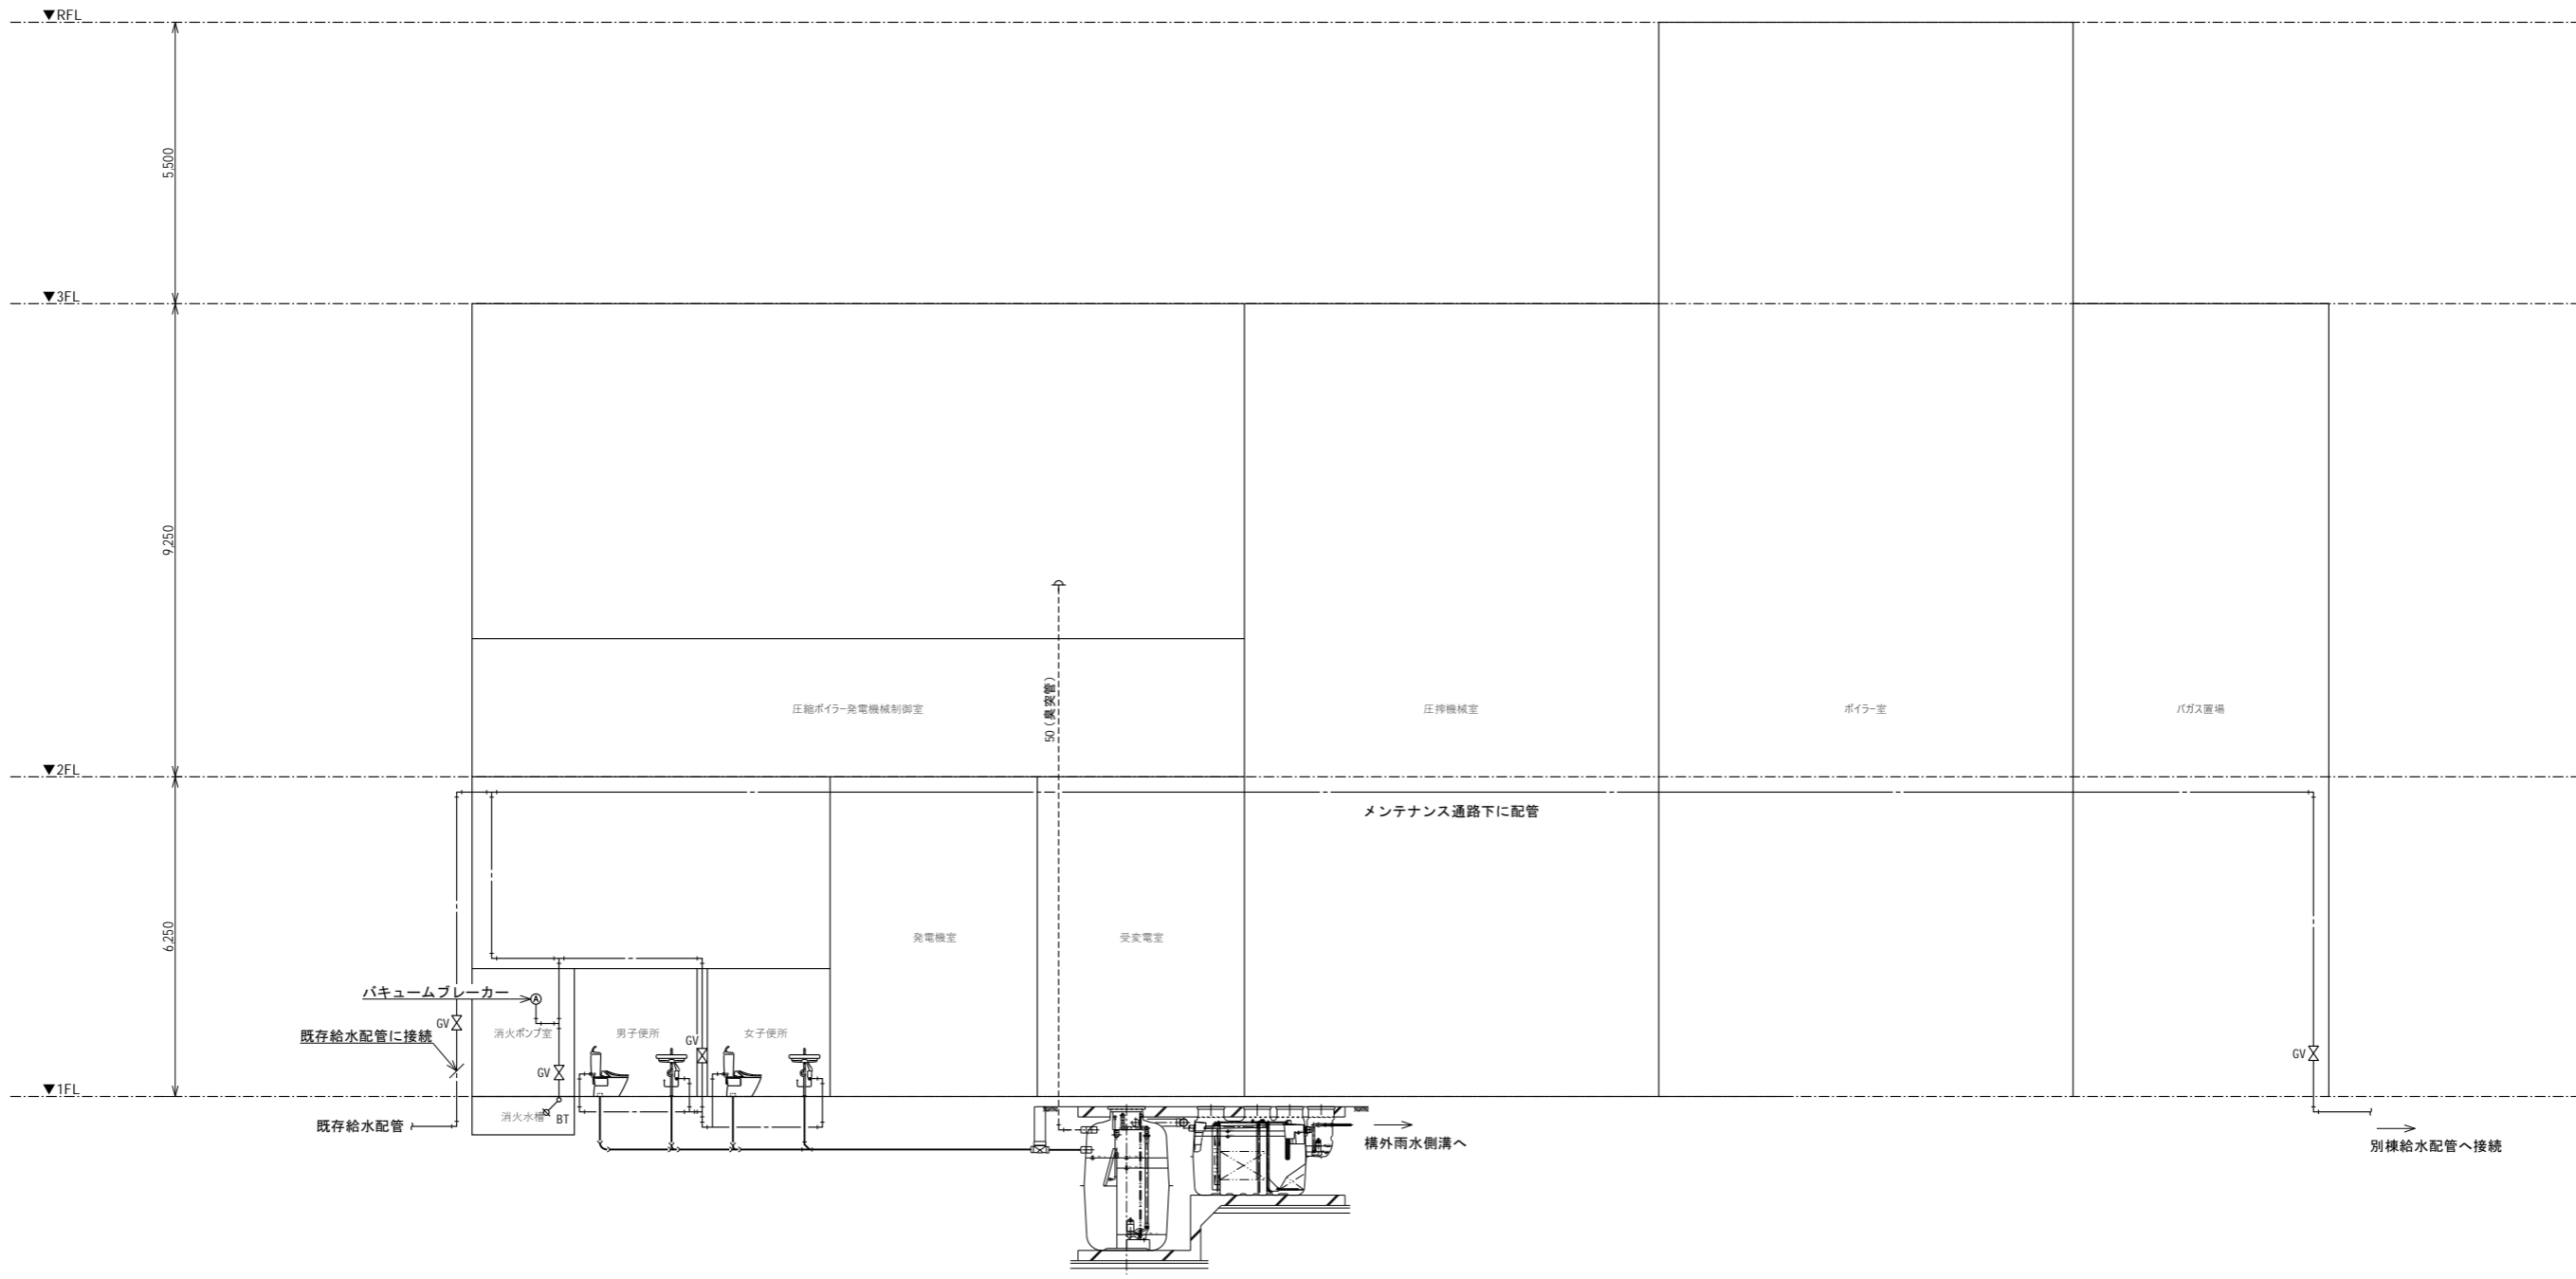 ▼RFL
5,500
▼3FL
9,250
50（臭突管）
圧縮ボイラー発電機械制御室
圧搾機械室
ボイラー室
バガス置場
▼2FL
メンテナンス通路下に配管
6,250
発電機室
受変電室
バキュームブレーカー
A
GV
消火ポンプ室
男子便所
女子便所
既存給水配管に接続
GV
GV
GV
▼1FL
消火水槽
BT
既存給水配管
構外雨水側溝へ
別棟給水配管へ接続